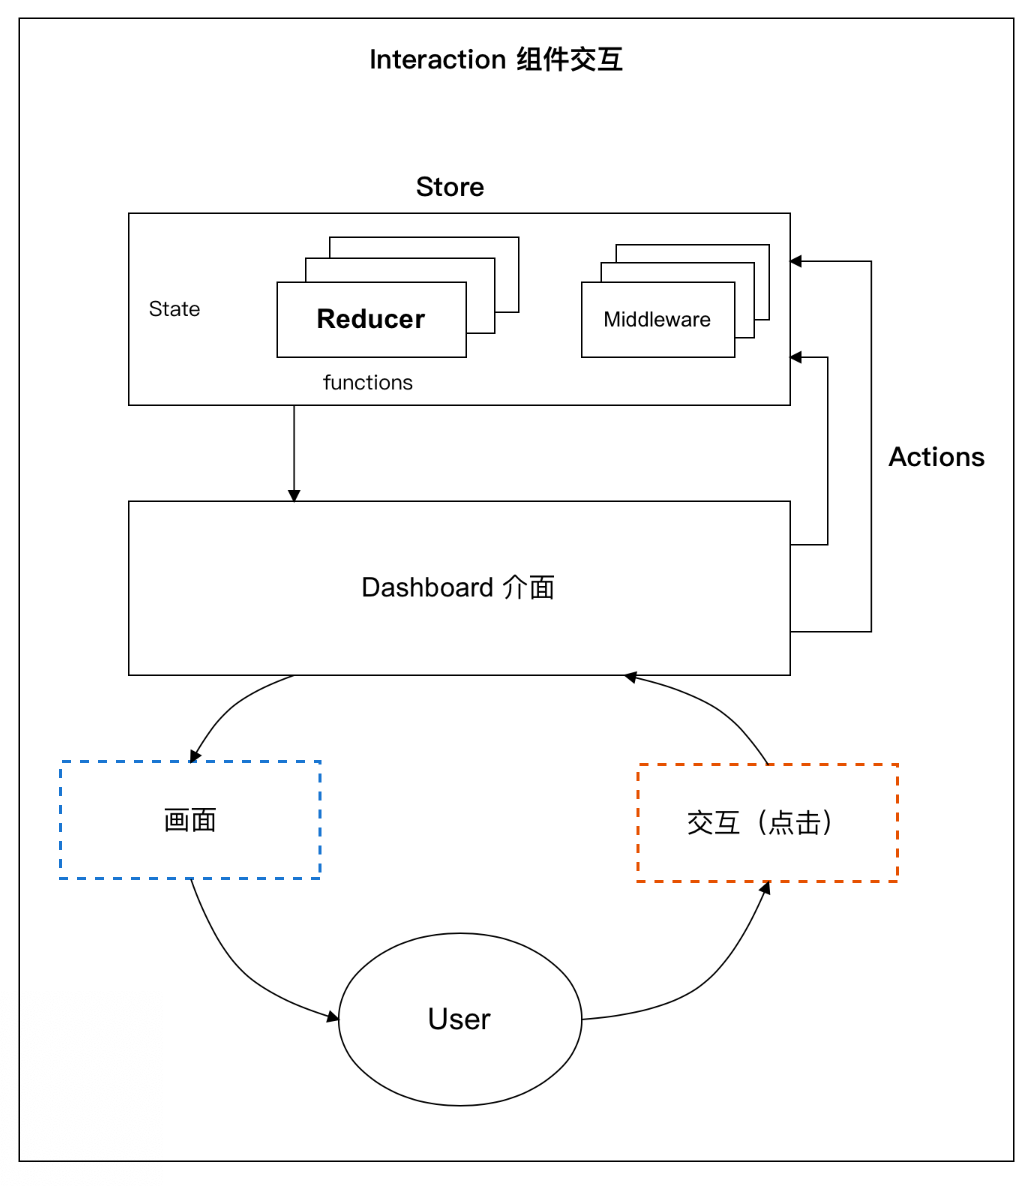 Interaction 组件交互
Store
State
Reducer
Middleware
functions
Actions
Dashboard 介面
画面
交互（点击）
User